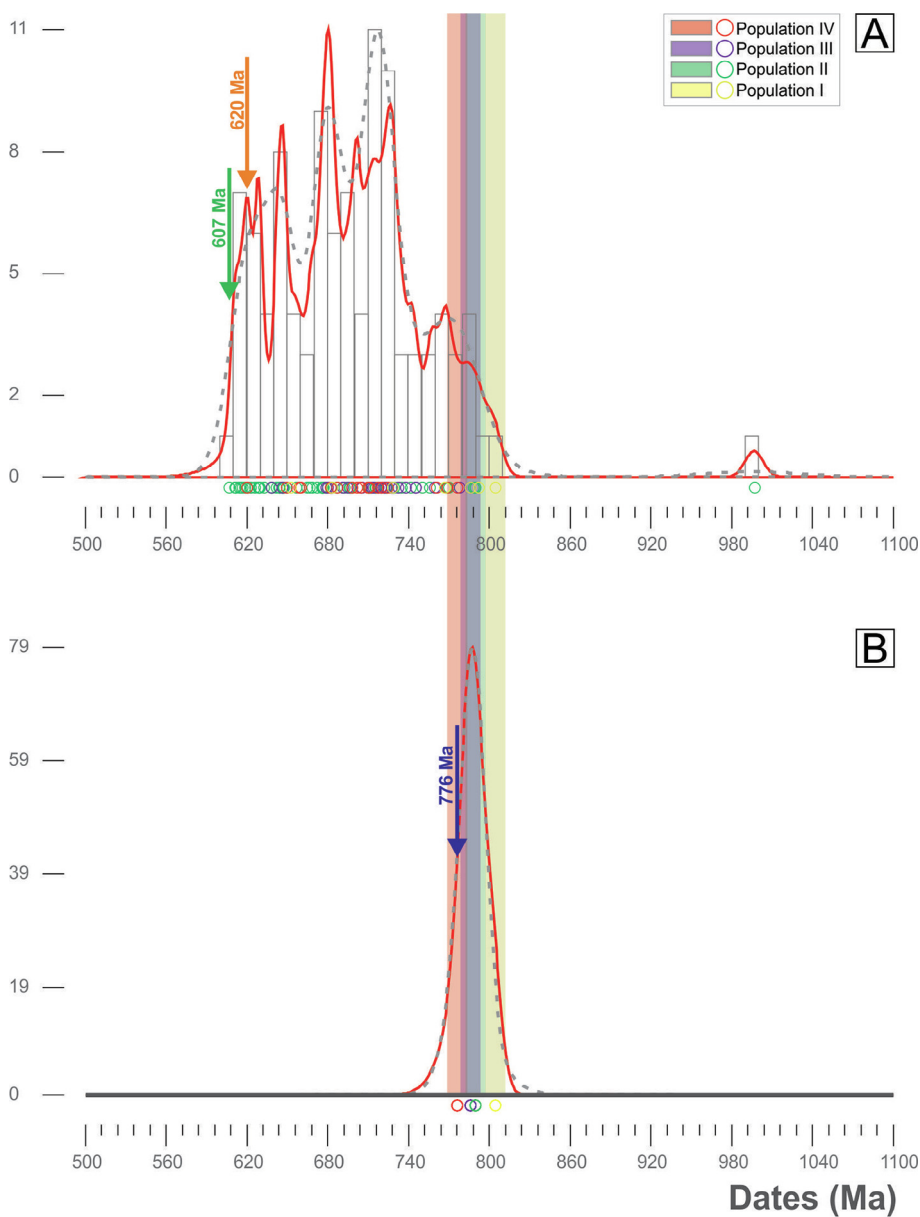 11
8
5
2
0
620 Ma
607 Ma
Population IV
Population III
Population II
Population I
A
500 560 620 680 740 800 860 920 980 1040 1100
B
79
59
39
19
0
776 Ma
500 560 620 680 740 800 860 920 980 1040 1100
Dates (Ma)